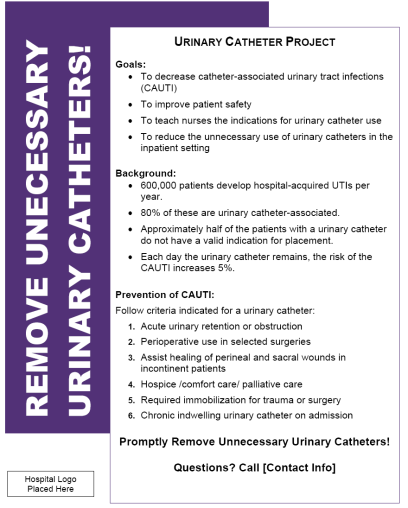 REMOVE UNECESSARY
URINARY CATHETERS!
URINARY CATHETER PROJECT
Goals:
• To decrease catheter-associated urinary tract infections
(CAUTI)
• To improve patient safety
• To teach nurses the indications for urinary catheter use
• To reduce the unnecessary use of urinary catheters in the
inpatient setting
Background:
• 600,000 patients develop hospital-acquired UTIs per
year.
• 80% of these are urinary catheter-associated.
• Approximately half of the patients with a urinary catheter
do not have a valid indication for placement.
• Each day the urinary catheter remains, the risk of the
CAUTI increases 5%.
Prevention of CAUTI:
Follow criteria indicated for a urinary catheter:
1. Acute urinary retention or obstruction
2. Perioperative use in selected surgeries
3. Assist healing of perineal and sacral wounds in
incontinent patients
4. Hospice /comfort care/ palliative care
5. Required immobilization for trauma or surgery
6. Chronic indwelling urinary catheter on admission
Promptly Remove Unnecessary Urinary Catheters!
Questions? Call [Contact Info]
Hospital Logo
Placed Here